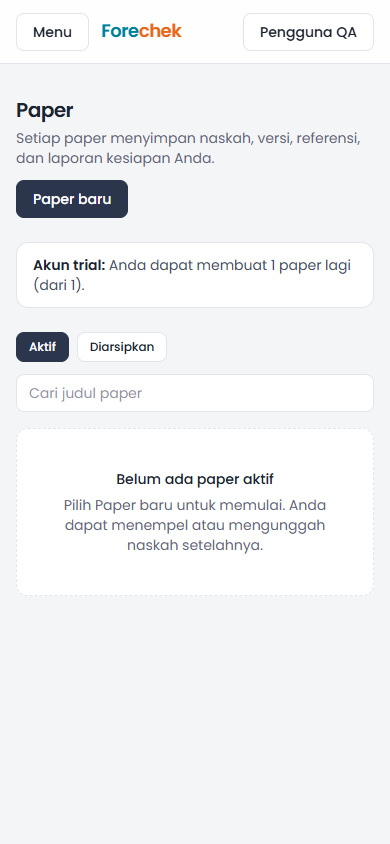 Menu
Forechek
Pengguna QA
Paper
Setiap paper menyimpan naskah, versi, referensi,
dan laporan kesiapan Anda.
Paper baru
Akun trial: Anda dapat membuat 1 paper lagi
(dari 1).
Aktif
Diarsipkan
Cari judul paper
Belum ada paper aktif
Pilih Paper baru untuk memulai. Anda
dapat menempel atau mengunggah
naskah setelahnya.